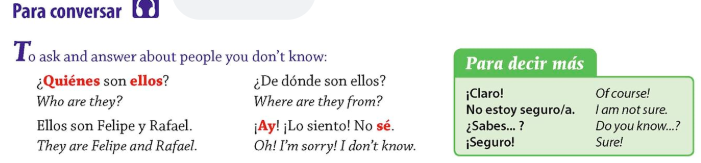 Para conversar
To ask and answer about people you don't know:
¿Quiénes son ellos?
Who are they?
Ellos son Felipe y Rafael.
They are Felipe and Rafael.
¿De dónde son ellos?
Where are they from?
¡Ay! ¡Lo siento! No sé.
Oh! I'm sorry! I don't know.
Para decir más
¡Claro! Of course!
No estoy seguro/a. I am not sure.
¿Sabes... ? Do you know...?
¡Seguro! Sure!